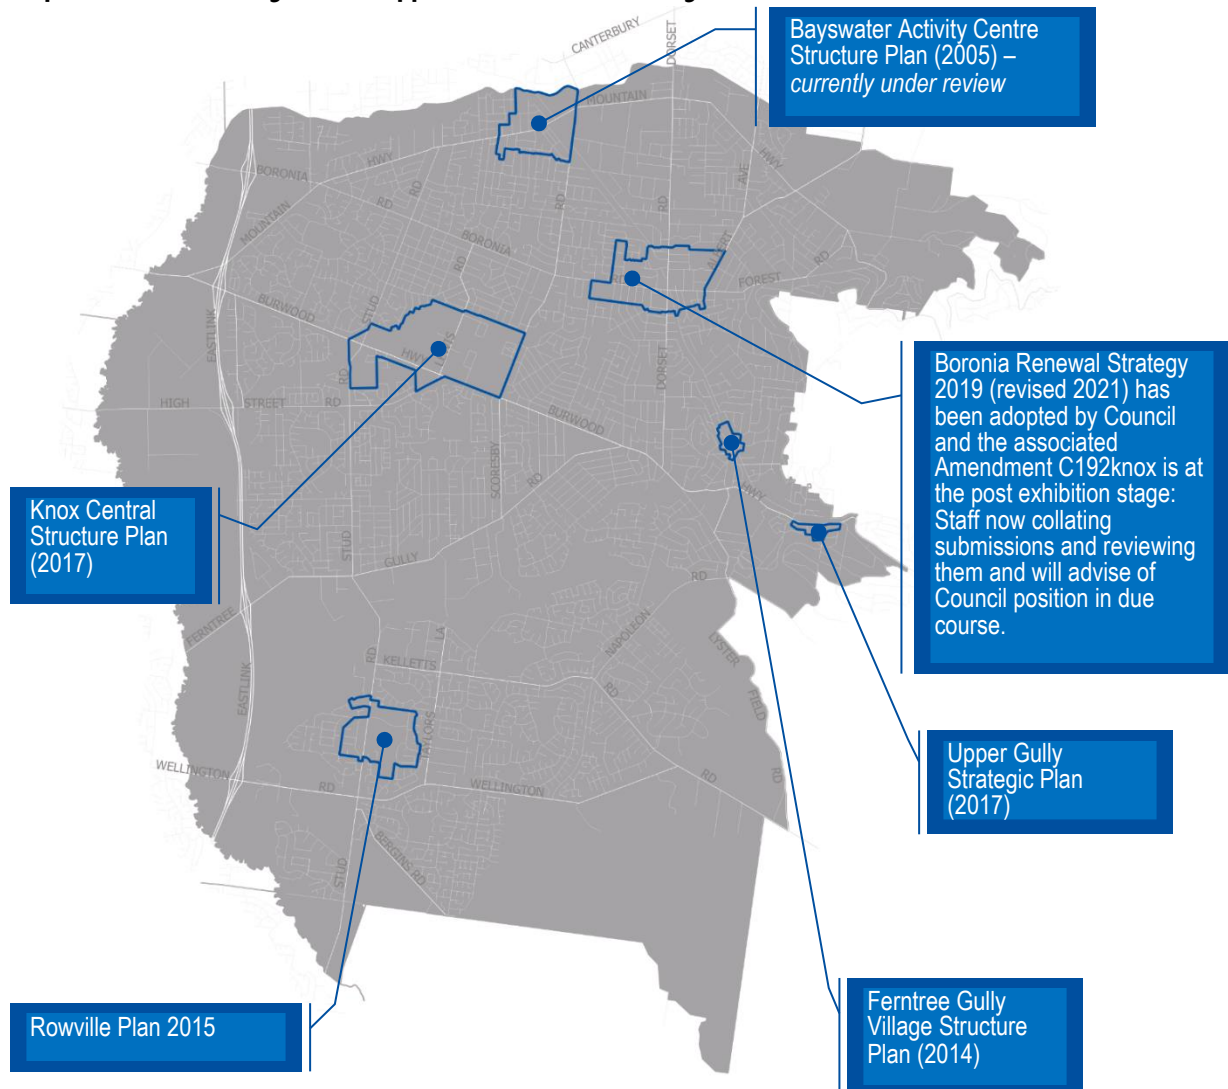 Bayswater Activity Centre
Structure Plan (2005) –
currently under review
CANTERBURY
DORSET
MOUNTAIN
HWY
HWY
BORONIA
RD
RD
AVE
RD
RD
MOUNTAIN
BORONIA
ALBERT
RD
RD
FOREST
RD
STUD
BURWOOD
EASTLINK
HWY
LEWIS
RD
DORSET
HIGH
STREET
RD
BURWOOD
SCORESBY
RD
HWY
Boronia Renewal Strategy
2019 (revised 2021) has
been adopted by Council
and the associated
Amendment C192knox is at
the post exhibition stage:
Staff now collating
submissions and reviewing
them and will advise of
Council position in due
course.
Knox Central
Structure Plan
(2017)
STUD
GULLY
RD
FERNTREE
LA
NAPOLEON
LYSTER
RD
KELLETTS
EASTLINK
RD
FIELD
TAYLORS
WELLINGTON
RD
WELLINGTON
RD
RD
Upper Gully
Strategic Plan
(2017)
BERGINS RD
STUD
Rowville Plan 2015
Ferntree Gully
Village Structure
Plan (2014)